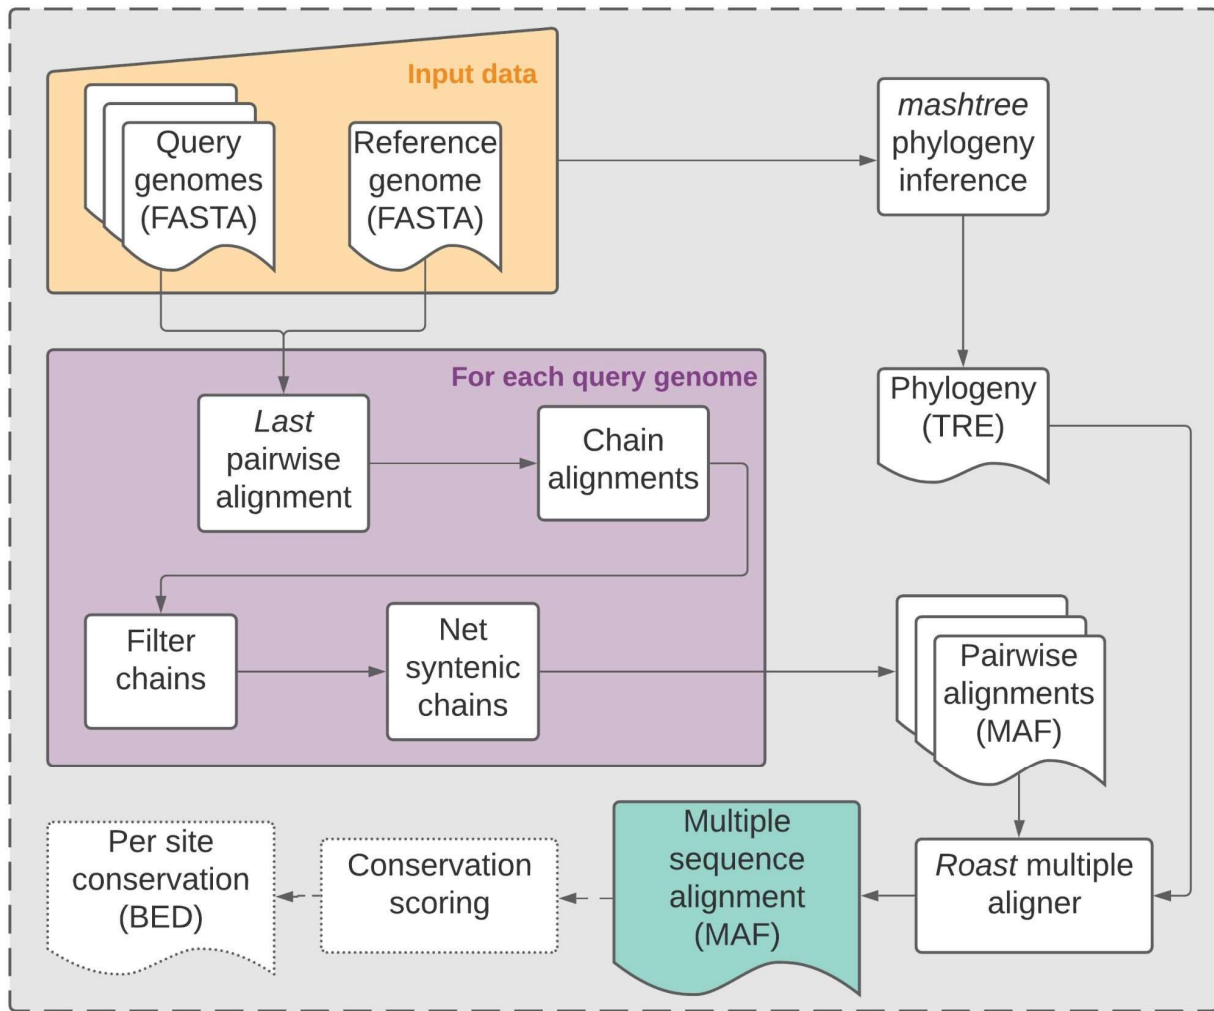 Input data
Query
genomes
(FASTA)
Reference
genome
(FASTA)
mashtree
phylogeny
inference
For each query genome
Last
pairwise
alignment
Chain
alignments
Phylogeny
(TRE)
Filter
chains
Net
syntenic
chains
Pairwise
alignments
(MAF)
Per site
conservation
(BED)
Conservation
scoring
Multiple
sequence
alignment
(MAF)
Roast multiple
aligner